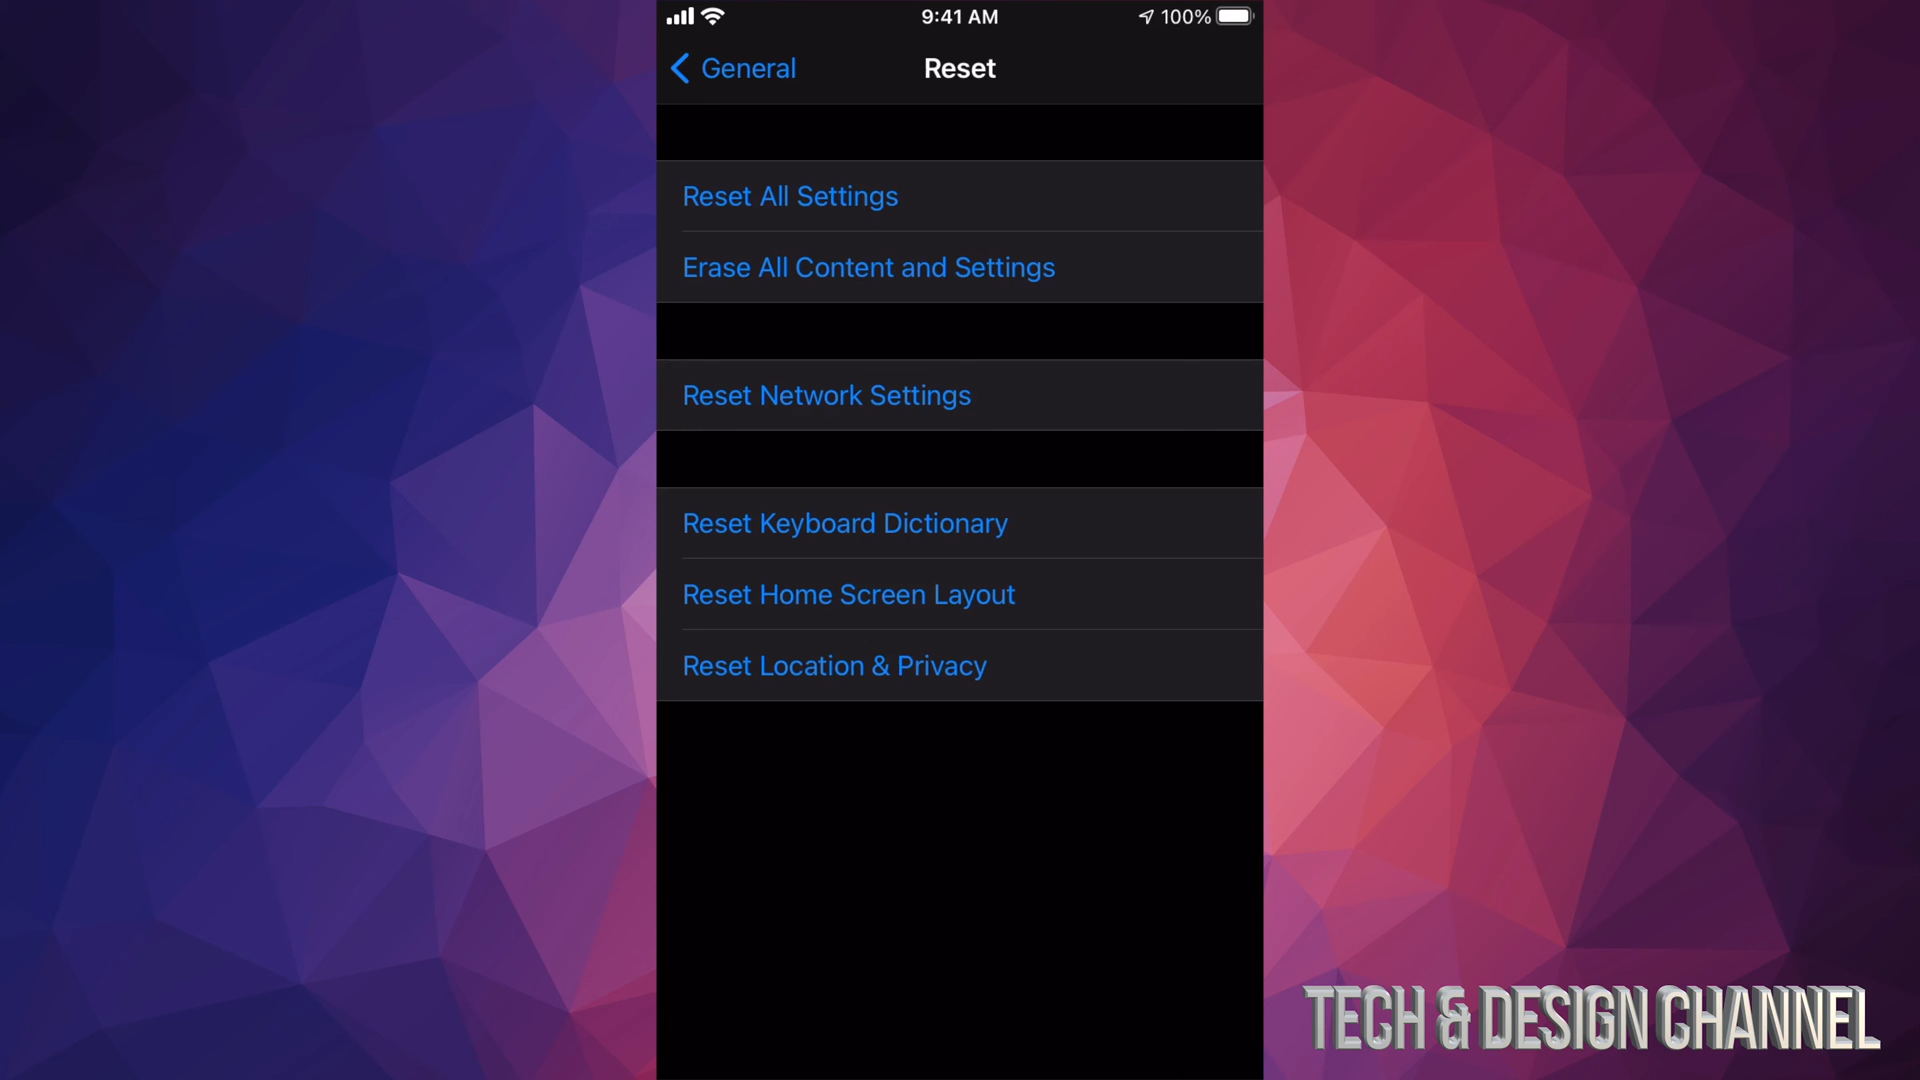 9:41 AM
100%
General
Reset
Reset All Settings
Erase All Content and Settings
Reset Network Settings
Reset Keyboard Dictionary
Reset Home Screen Layout
Reset Location & Privacy
TECH & DESIGN CHANNEL